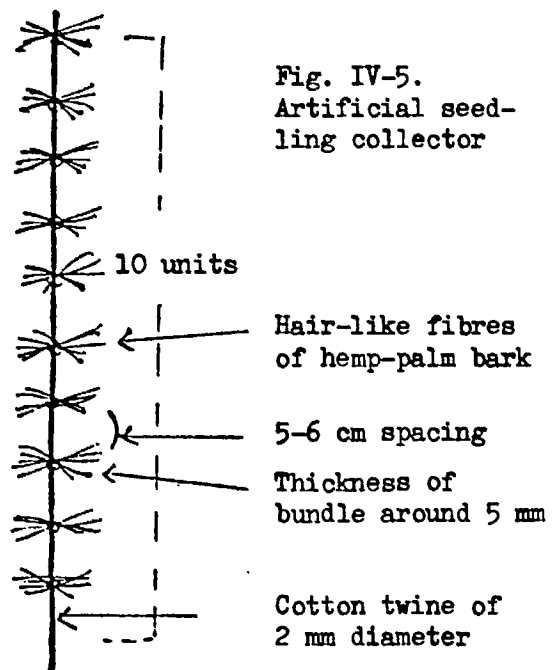 Fig. IV-5.
Artificial seed-
ling collector
10 units
Hair-like fibres
of hemp-palm bark
5-6 cm spacing
Thickness of
bundle around 5 mm
Cotton twine of
2 mm diameter